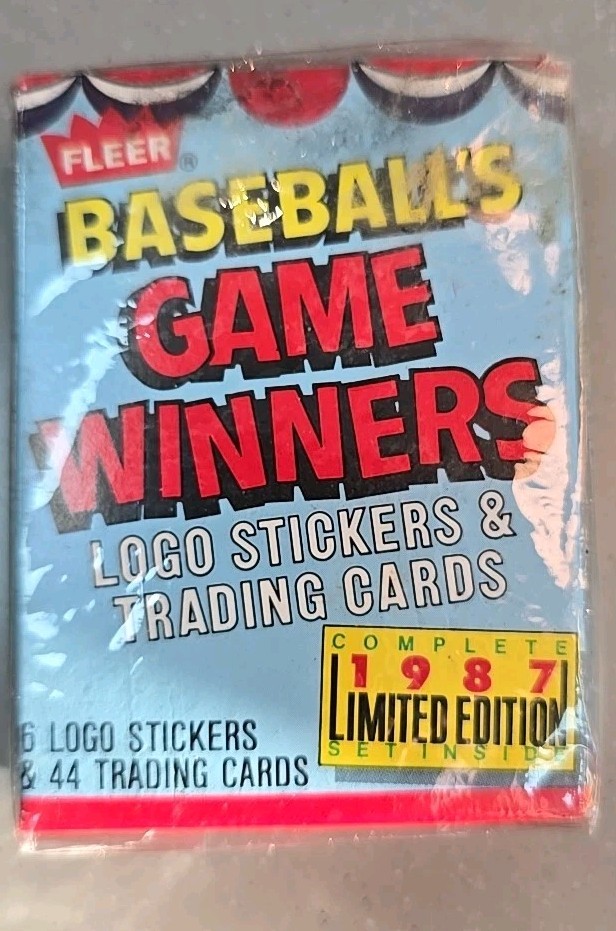 FLEER®
BASEBALL'S
GAME
WINNERS
LOGO STICKERS &
TRADING CARDS
COMPLETE
1987
LIMITED EDITION
SET INSIDE
6 LOGO STICKERS
& 44 TRADING CARDS